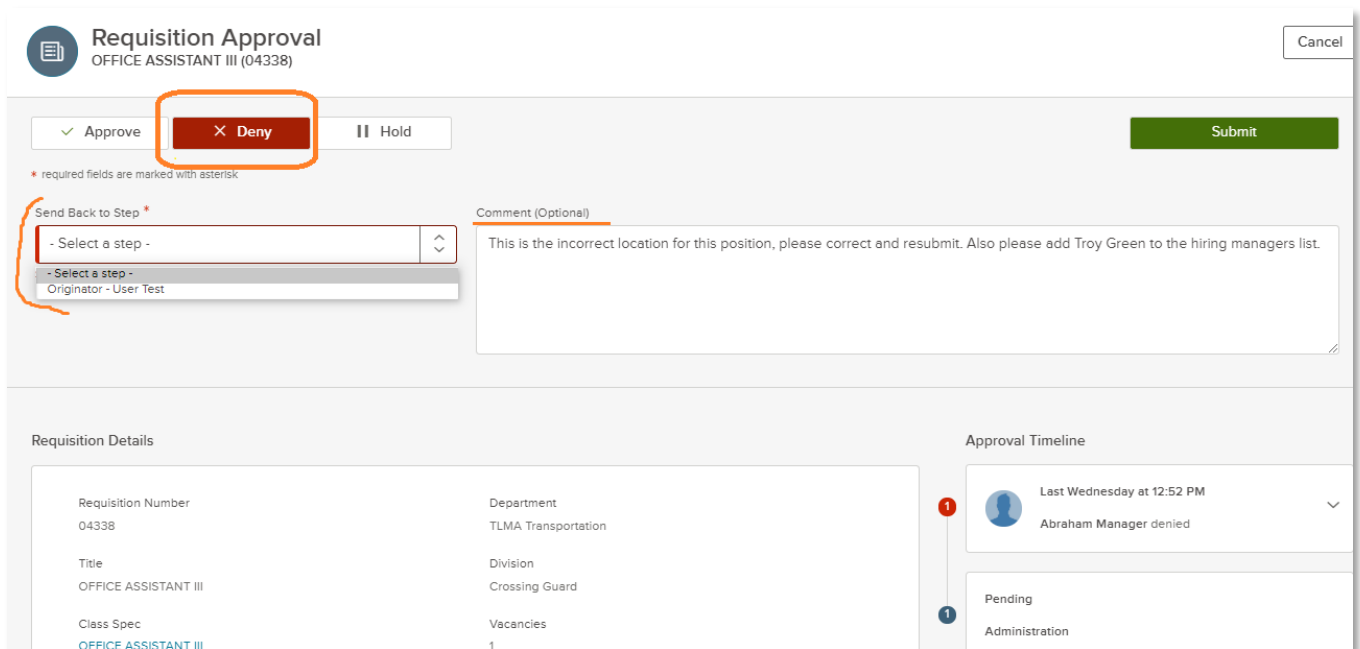 Requisition Approval
OFFICE ASSISTANT III (04338)
Cancel
Approve
Deny
Hold
Submit
* required fields are marked with asterisk
Send Back to Step *
- Select a step -
- Select a step -
Originator - User Test
Comment (Optional)
This is the incorrect location for this position, please correct and resubmit. Also please add Troy Green to the hiring managers list.
Requisition Details
Requisition Number
04338
Department
TLMA Transportation
Title
OFFICE ASSISTANT III
Division
Crossing Guard
Class Spec
OFFICE ASSISTANT III
Vacancies
1
Approval Timeline
1
Last Wednesday at 12:52 PM
Abraham Manager denied
1
Pending
Administration